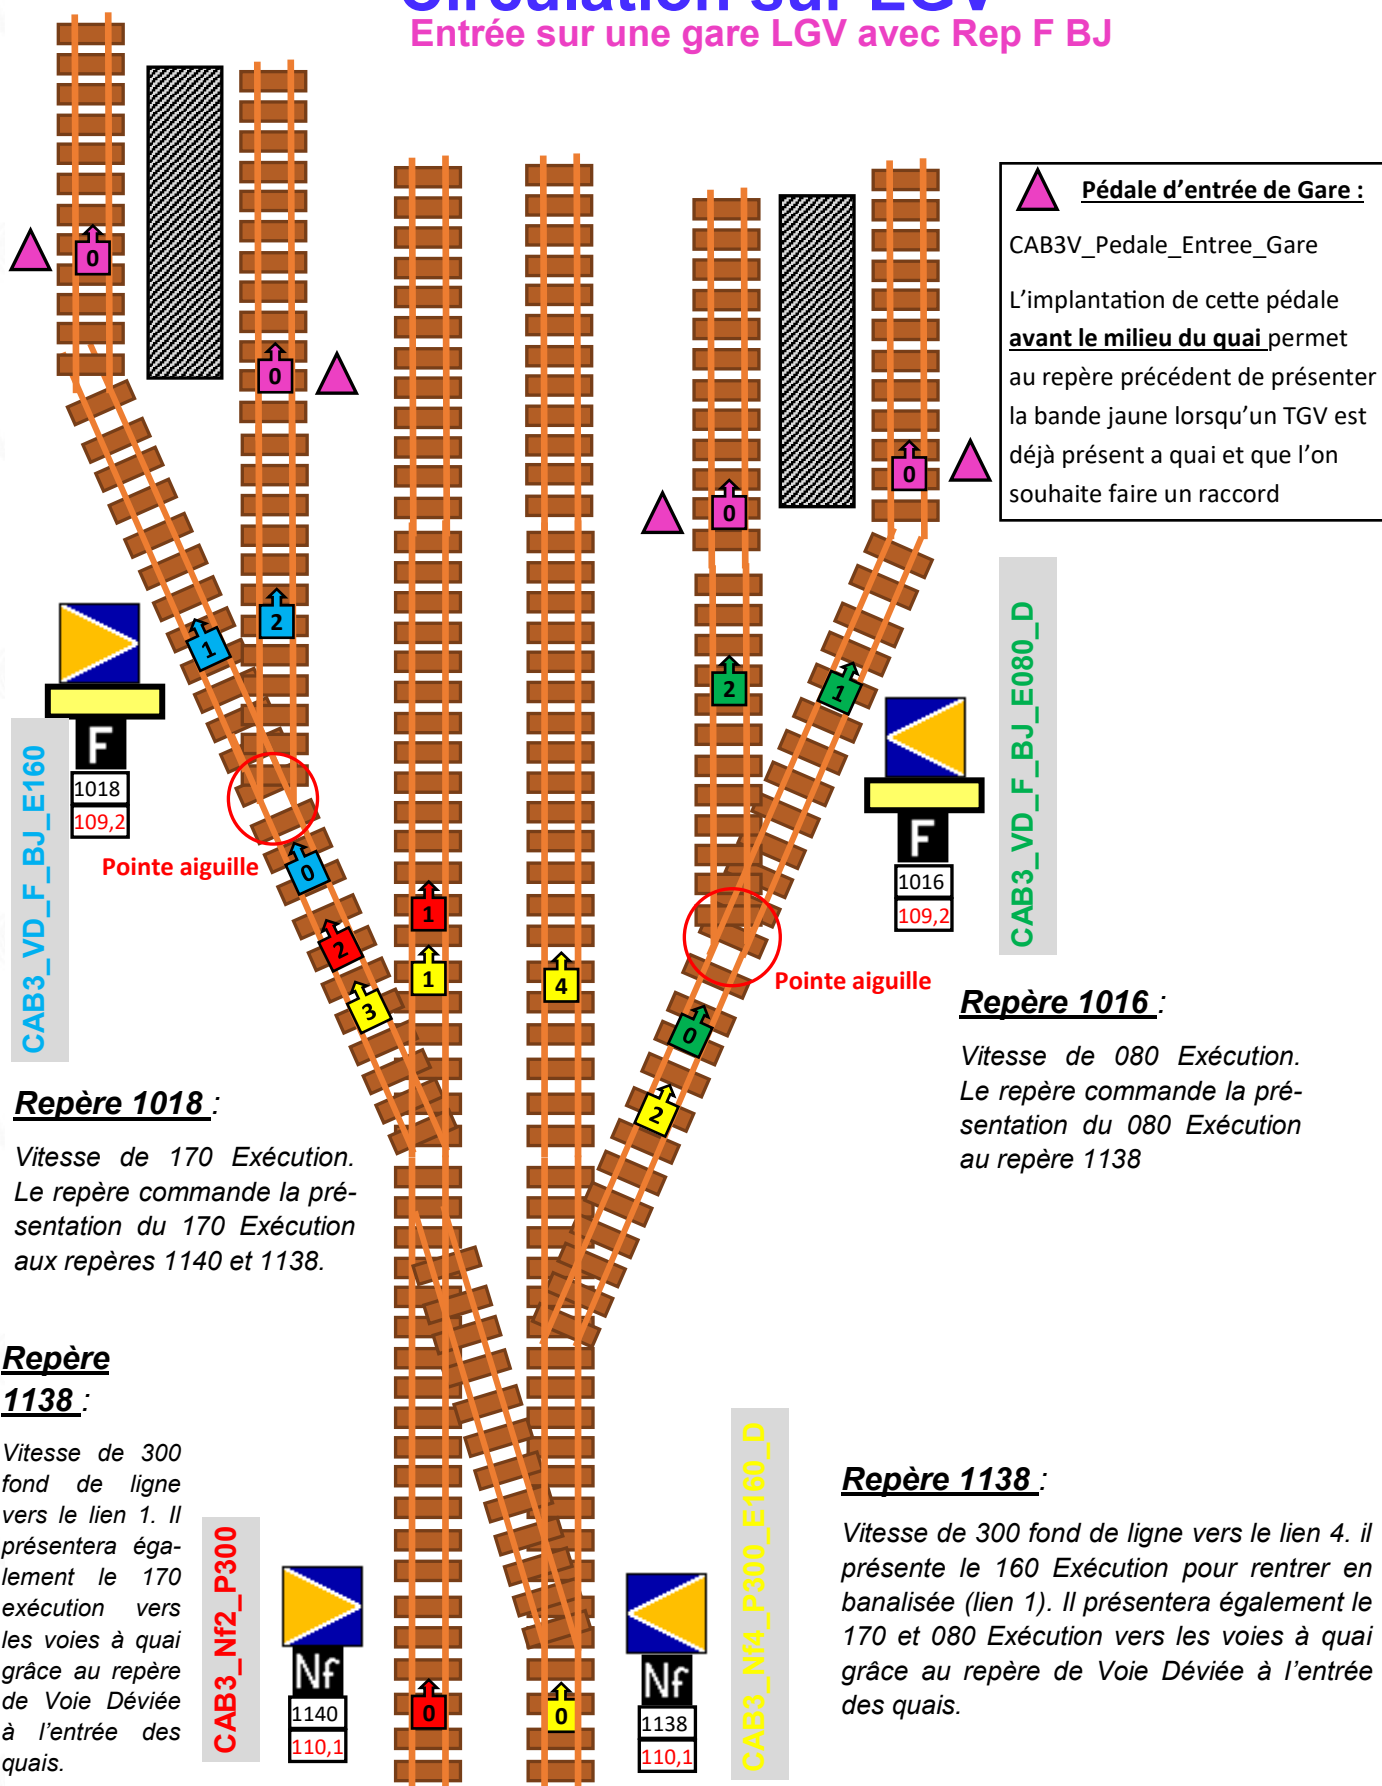 Circulation sur LGV
Entrée sur une gare LGV avec Rep F BJ
Pédale d'entrée de Gare :
CAB3V_Pedale_Entree_Gare
L'implantation de cette pédale
avant le milieu du quai permet
au repère précédent de présenter
la bande jaune lorsqu'un TGV est
déjà présent a quai et que l'on
souhaite faire un raccord
0
0
0
0
1
2
2
1
F
1018
109,2
CAB3_VD_F_BJ_E160
Pointe aiguille
F
1016
109,2
CAB3_VD_F_BJ_E080_D
Pointe aiguille
0
2
3
1
1
4
0
2
Repère 1016 :
Vitesse de 080 Exécution.
Le repère commande la pré-
sentation du 080 Exécution
au repère 1138
Repère 1018 :
Vitesse de 170 Exécution.
Le repère commande la pré-
sentation du 170 Exécution
aux repères 1140 et 1138.
Repère
1138 :
Vitesse de 300
fond de ligne
vers le lien 1. Il
présentera éga-
lement le 170
exécution vers
les voies à quai
grâce au repère
de Voie Déviée
à l'entrée des
quais.
CAB3_Nf2_P300
Nf
1140
110,1
0
0
Nf
1138
110,1
CAB3_Nf4_P300_E160_D
Repère 1138 :
Vitesse de 300 fond de ligne vers le lien 4. il
présente le 160 Exécution pour rentrer en
banalisée (lien 1). Il présentera également le
170 et 080 Exécution vers les voies à quai
grâce au repère de Voie Déviée à l'entrée
des quais.